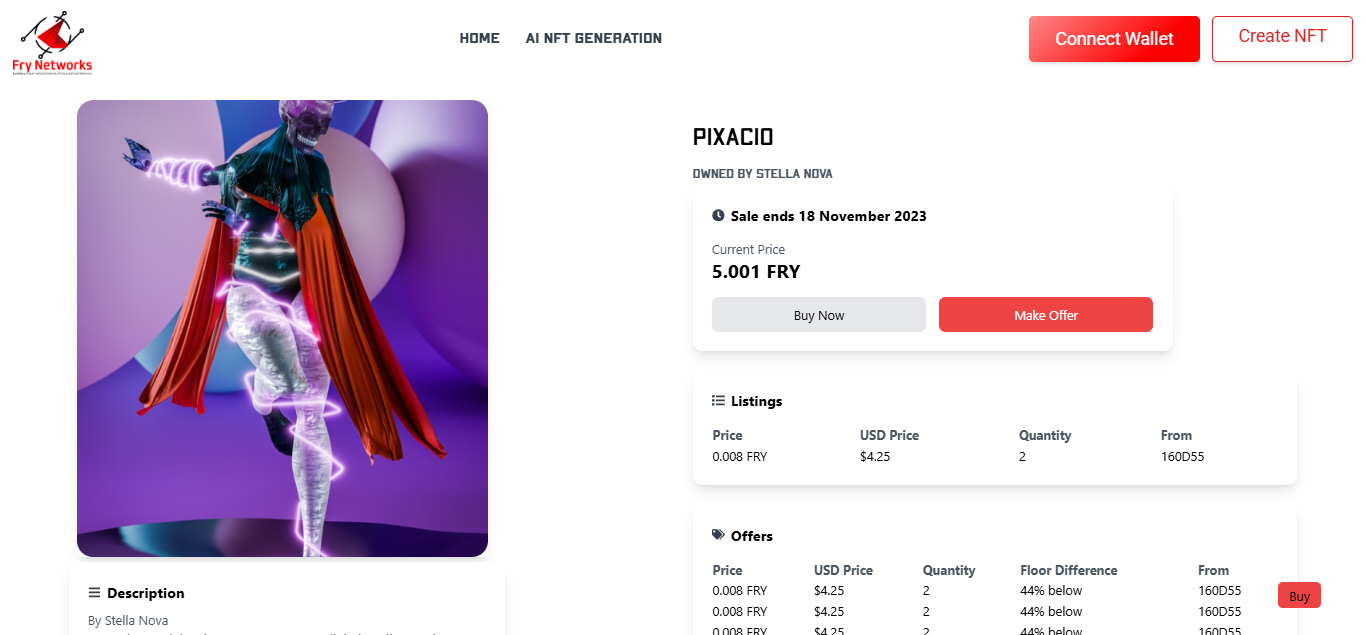 Fry Networks
HOME
AI NFT GENERATION
Connect Wallet
Create NFT
PIXACIO
OWNED BY STELLA NOVA
Sale ends 18 November 2023
Current Price
5.001 FRY
Buy Now
Make Offer
Listings
Price USD Price Quantity From
0.008 FRY $4.25 2 160D55
Offers
Price USD Price Quantity Floor Difference From
0.008 FRY $4.25 2 44% below 160D55
0.008 FRY $4.25 2 44% below 160D55
0.008 FRY $4.25 2 44% below 160D55
Buy
Description
By Stella Nova